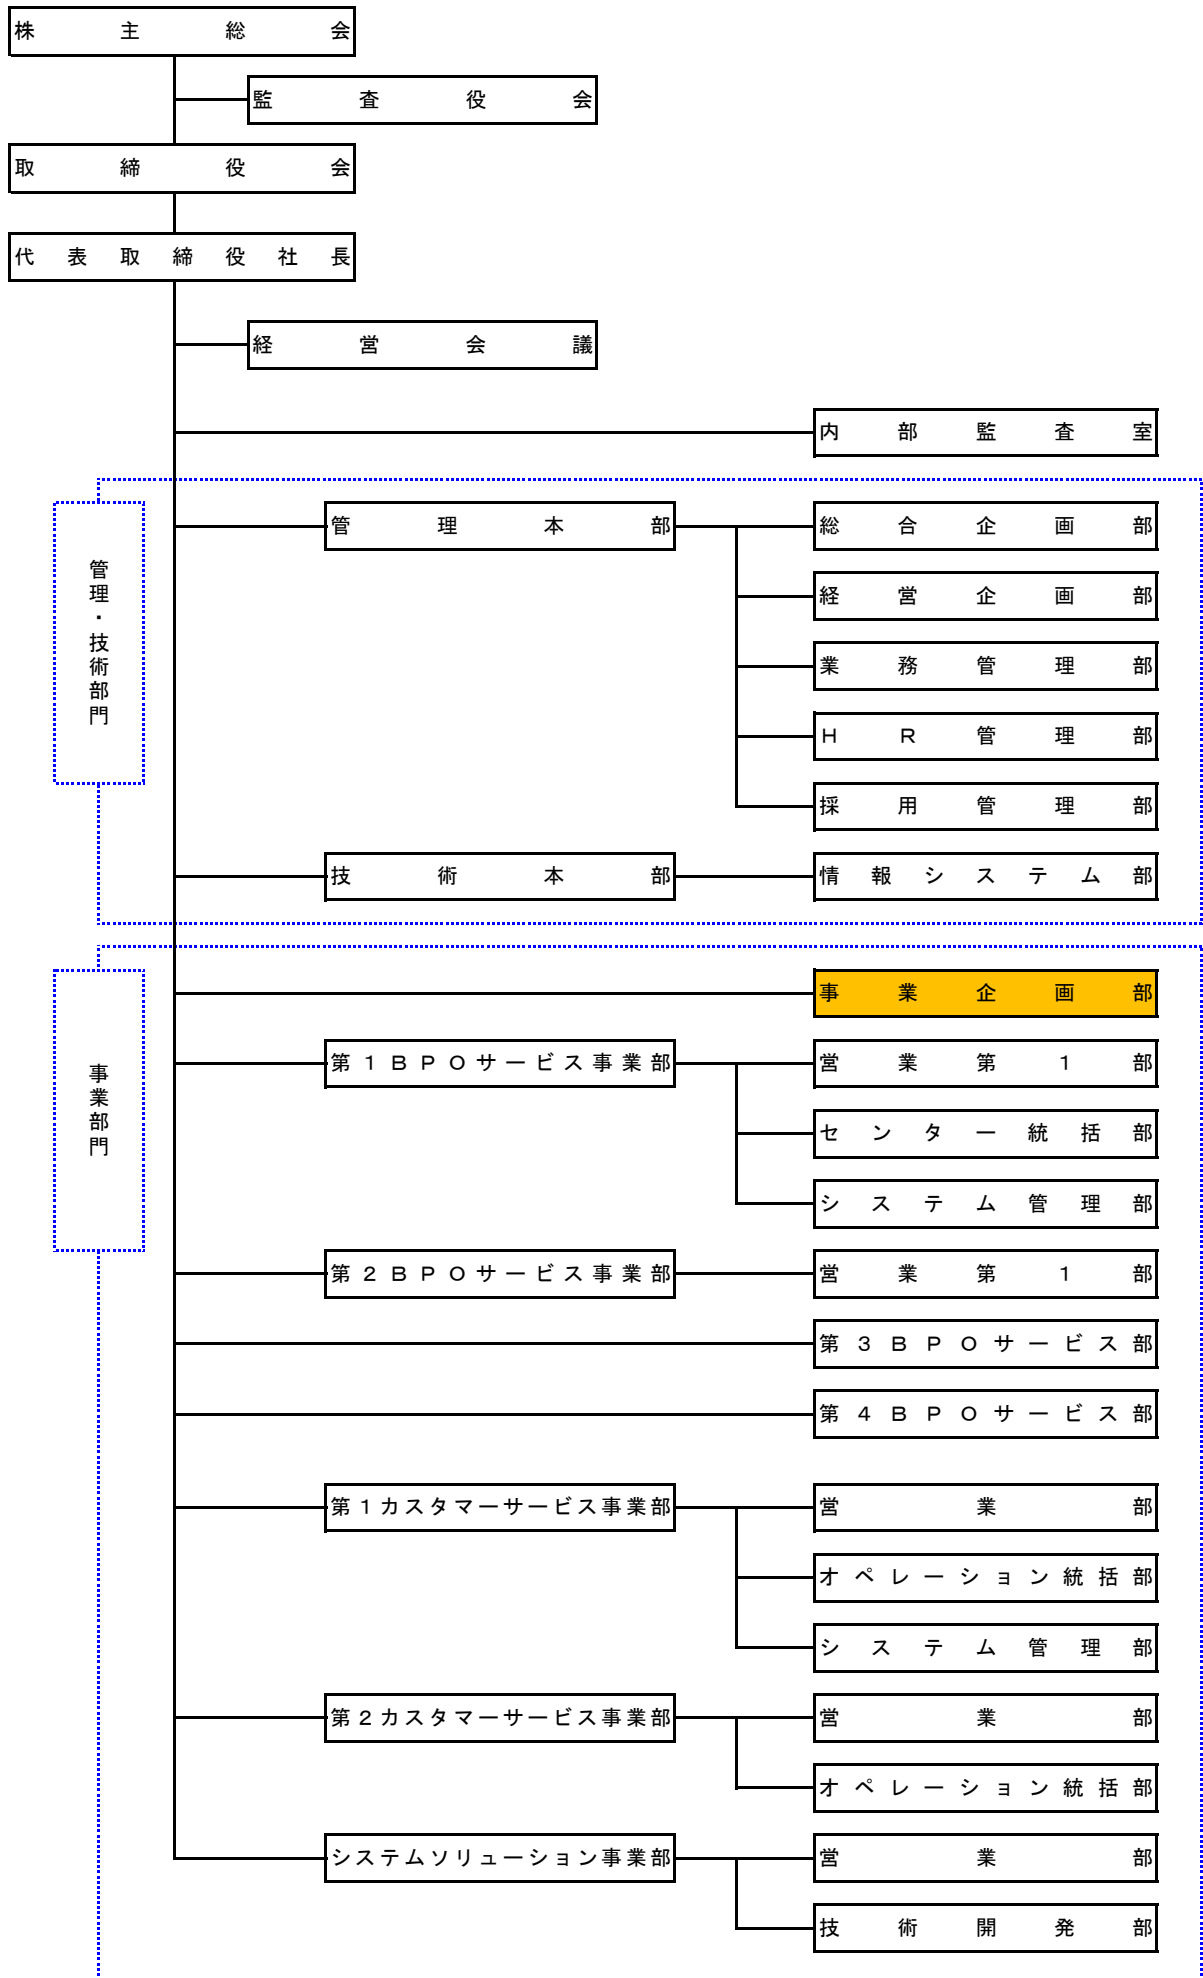 株主総会
監査役会
取締役会
代表取締役社長
経営会議
内部監査室
管理・技術部門
管理本部
総合企画部
経営企画部
業務管理部
ＨＲ管理部
採用管理部
技術本部
情報システム部
事業部門
事業企画部
第１ＢＰＯサービス事業部
営業第１部
センター統括部
システム管理部
第２ＢＰＯサービス事業部
営業第１部
第３ＢＰＯサービス部
第４ＢＰＯサービス部
第１カスタマーサービス事業部
営業部
オペレーション統括部
システム管理部
第２カスタマーサービス事業部
営業部
オペレーション統括部
システムソリューション事業部
営業部
技術開発部